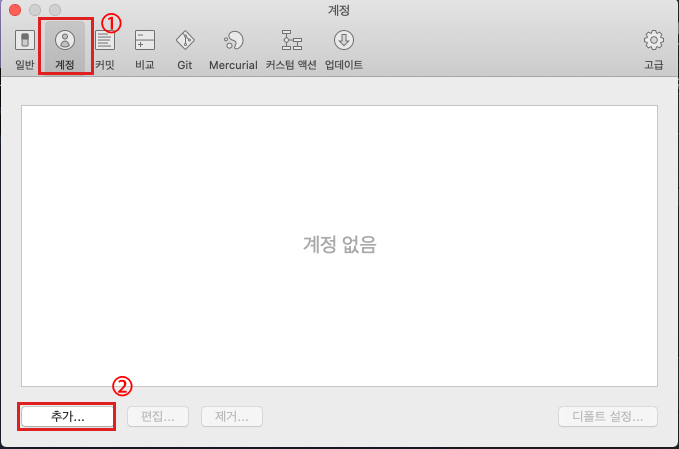 계정
①
일반 계정 커밋 비교 Git Mercurial 커스텀 액션 업데이트 고급
계정 없음
②
추가... 편집... 제거... 디폴트 설정...